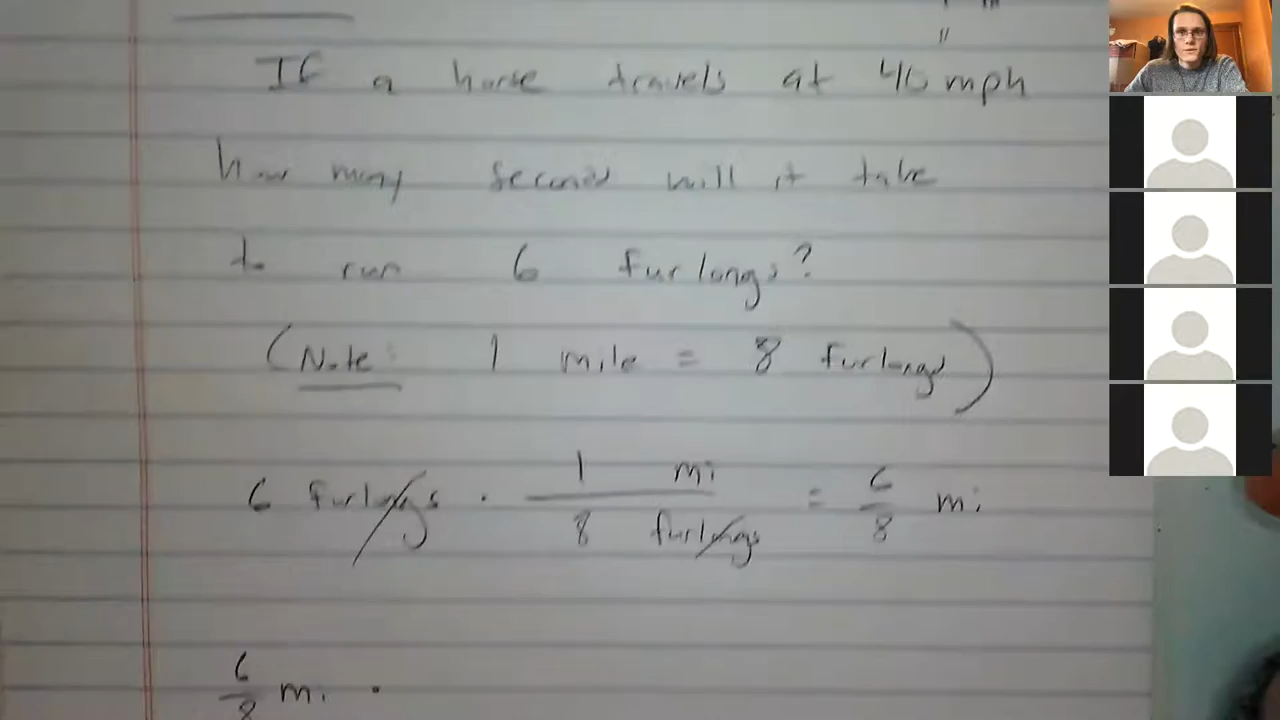 If a horse travels at 40 mph
how many seconds will it take
to run 6 furlongs?
(Note: 1 mile = 8 furlongs)
6 furlongs · 1 mi / 8 furlongs = 6/8 mi
6/8 mi ·